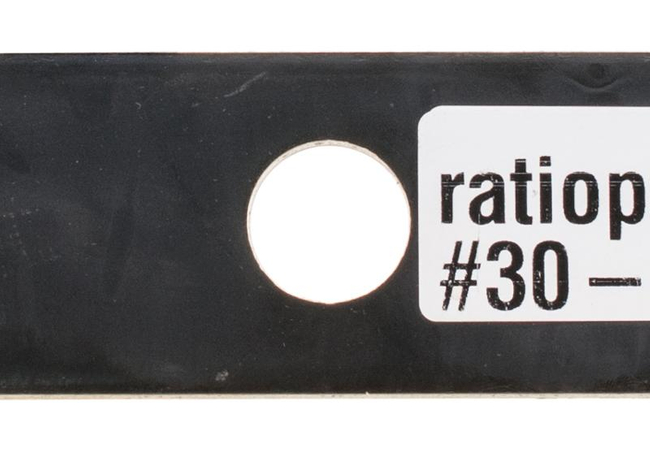 ratiop
#30 –